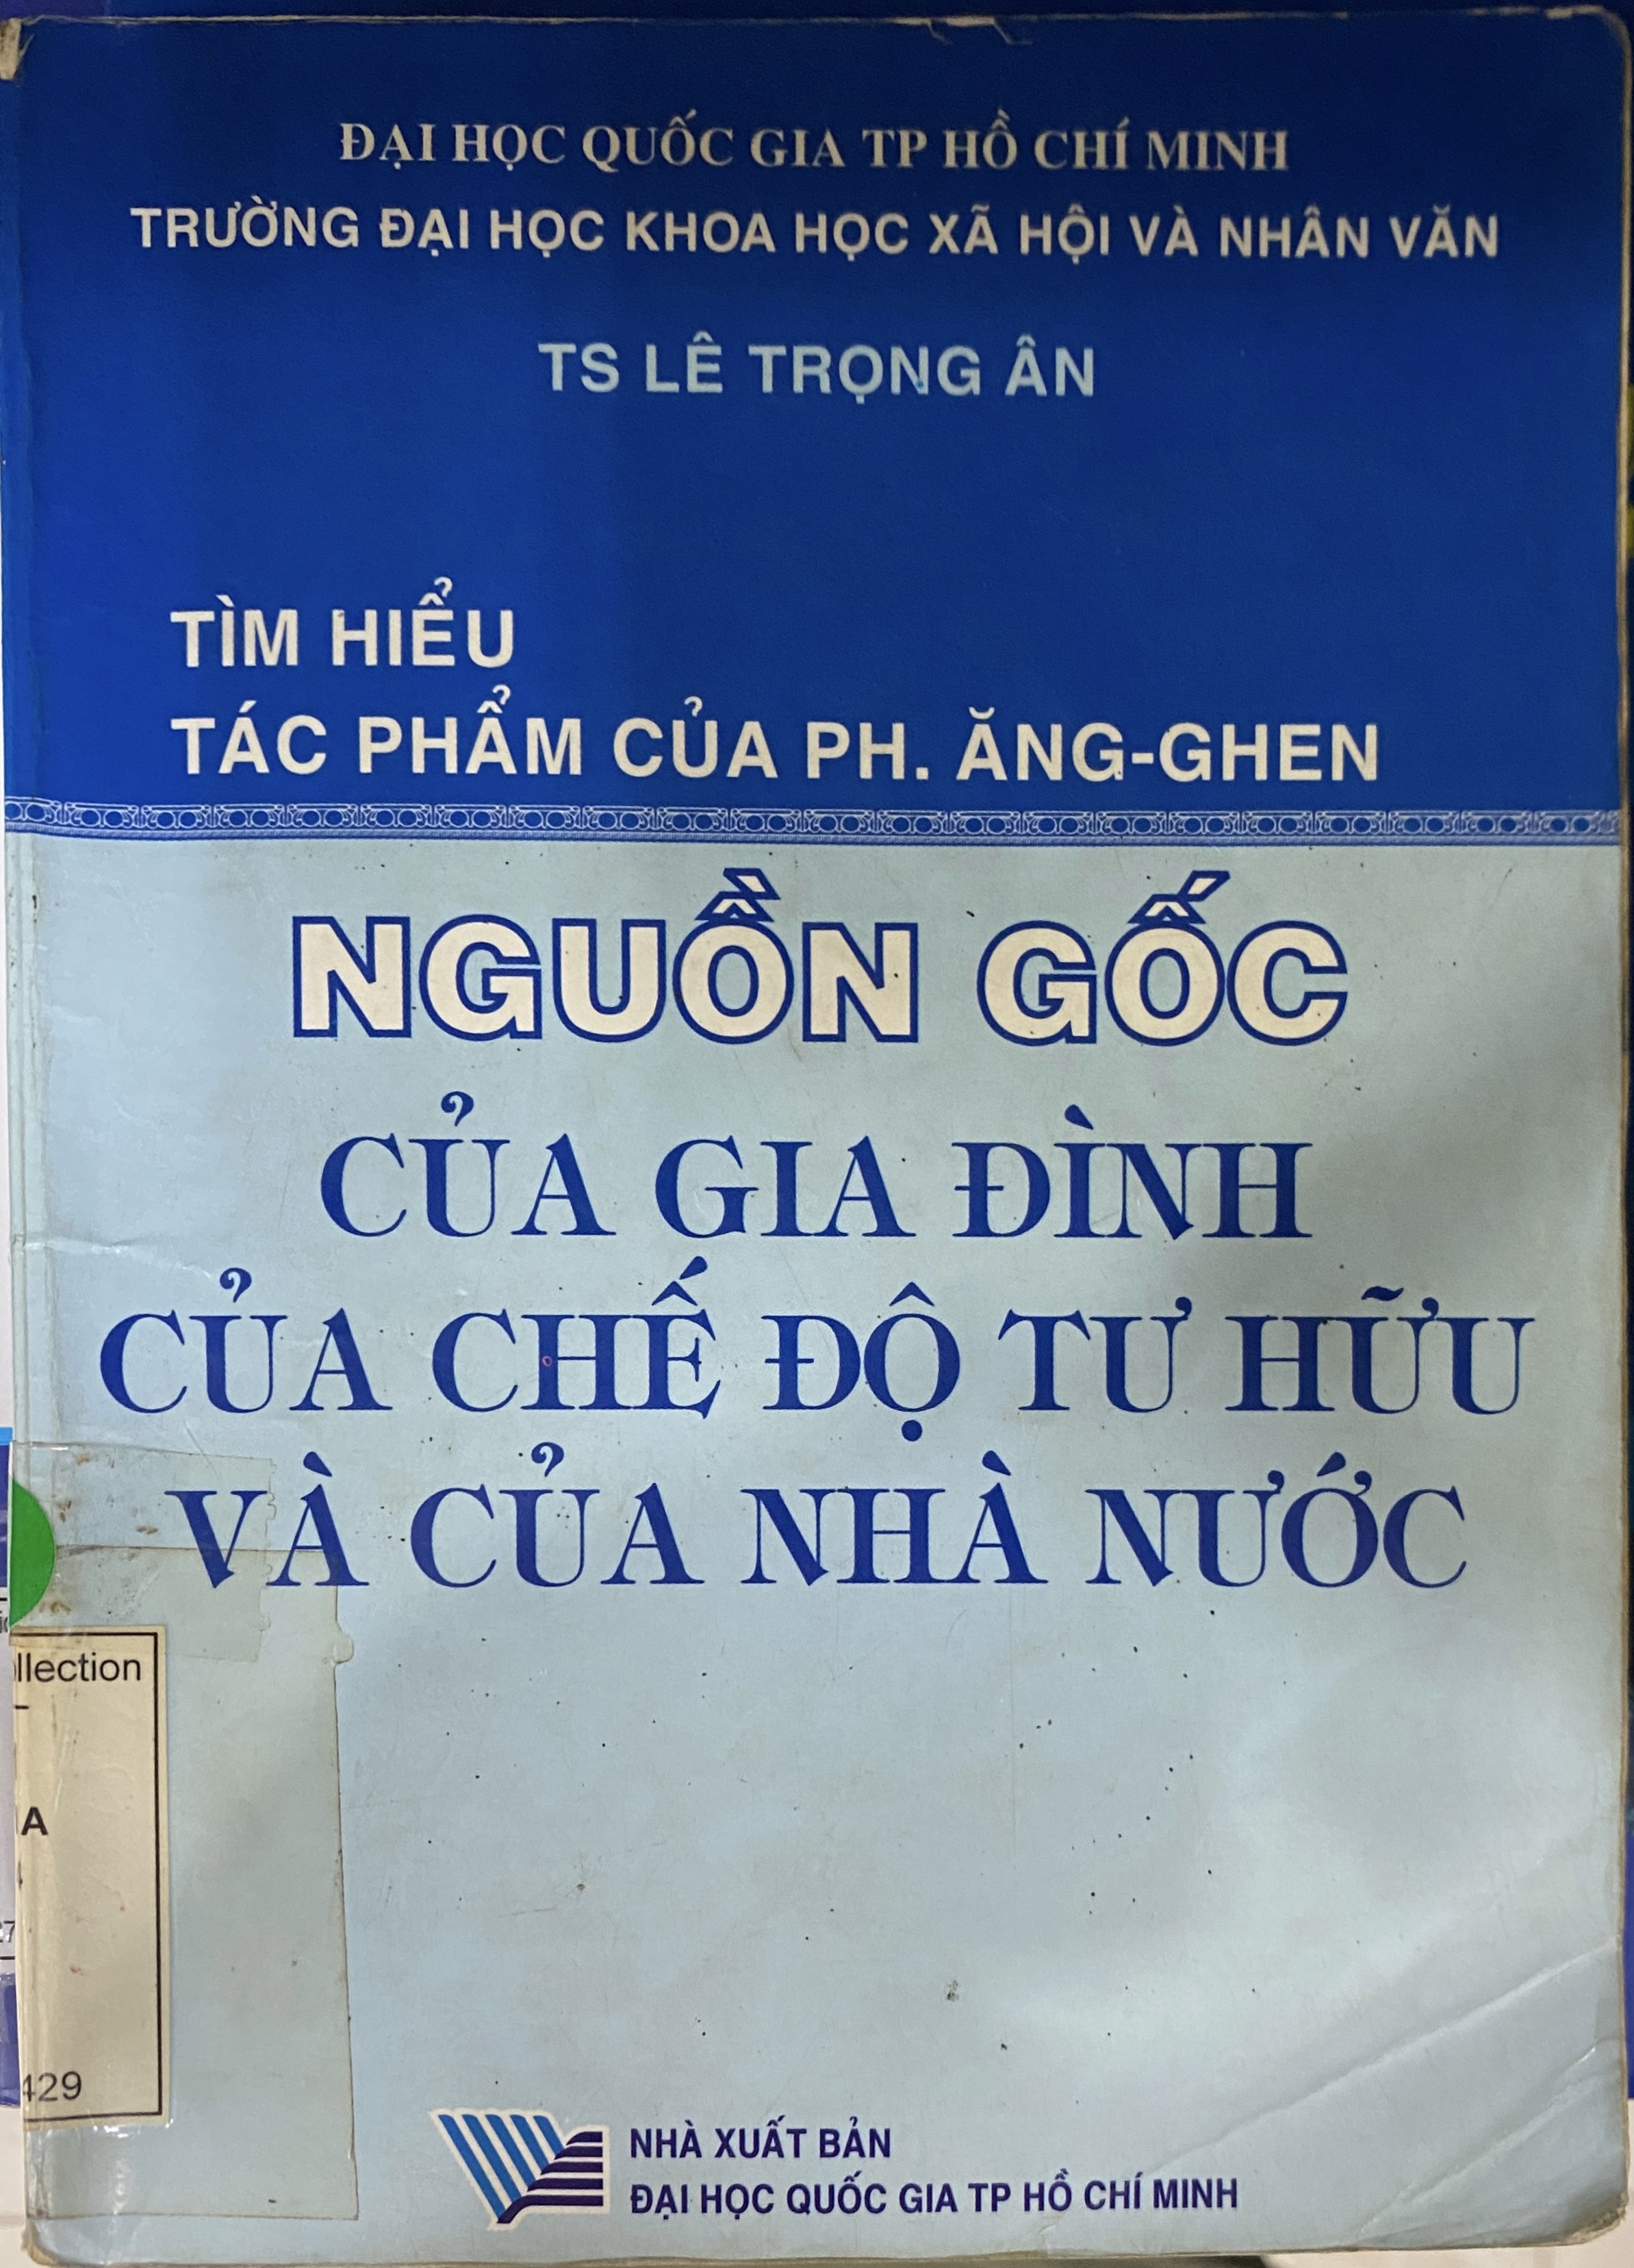 ĐẠI HỌC QUỐC GIA TP HỒ CHÍ MINH
TRƯỜNG ĐẠI HỌC KHOA HỌC XÃ HỘI VÀ NHÂN VĂN
TS LÊ TRỌNG ÂN
TÌM HIỂU
TÁC PHẨM CỦA PH. ĂNG-GHEN
NGUỒN GỐC
CỦA GIA ĐÌNH
CỦA CHẾ ĐỘ TƯ HỮU
VÀ CỦA NHÀ NƯỚC
llection
A
429
NHÀ XUẤT BẢN
ĐẠI HỌC QUỐC GIA TP HỒ CHÍ MINH